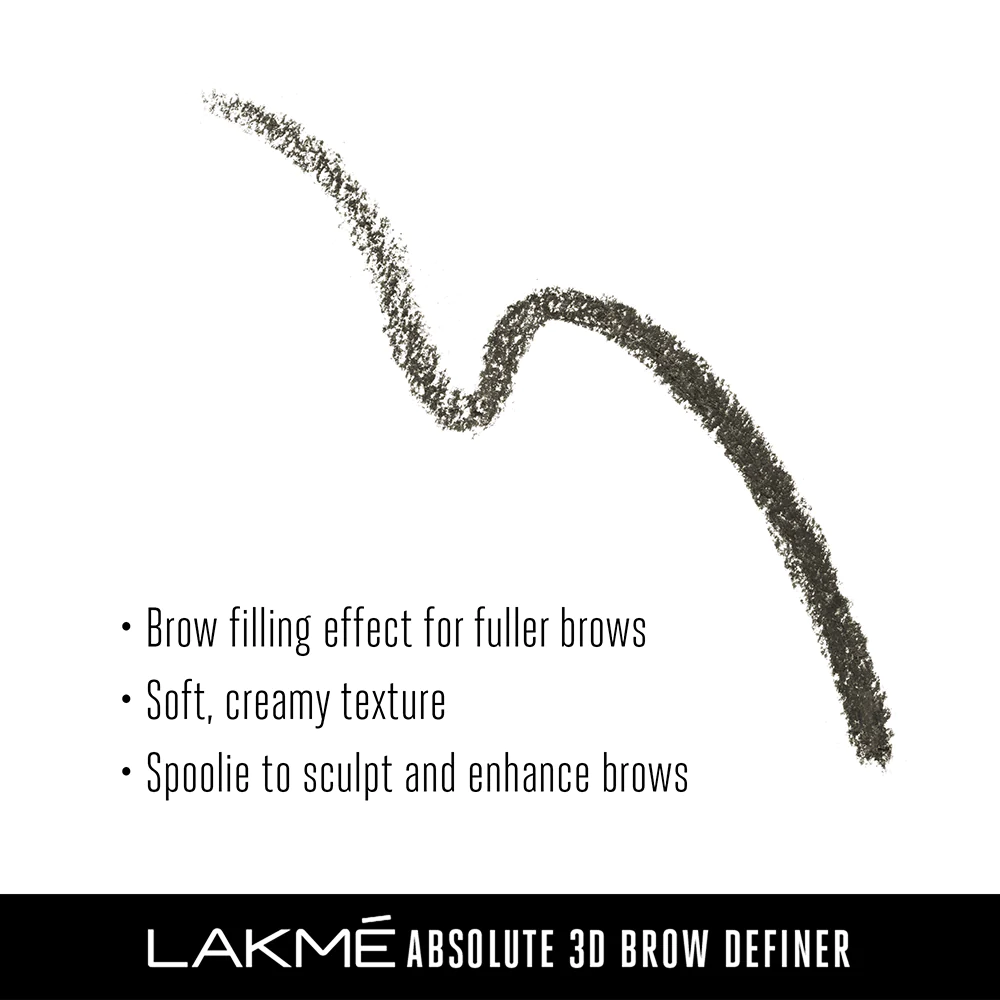 • Brow filling effect for fuller brows
• Soft, creamy texture
• Spoolie to sculpt and enhance brows
LAKMÉ ABSOLUTE 3D BROW DEFINER